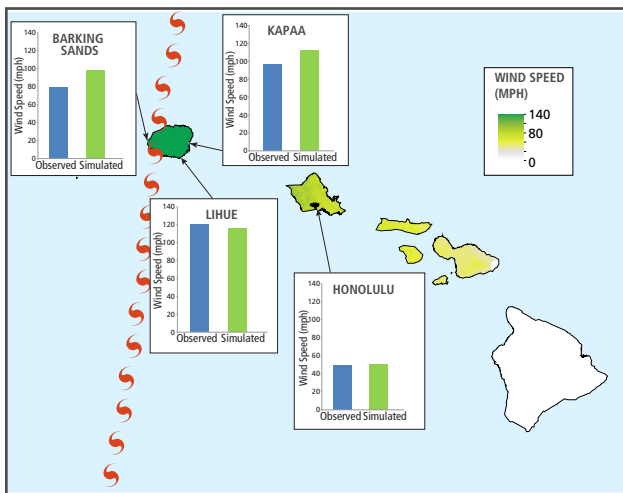 BARKING
SANDS
Wind Speed (mph)
140
120
100
80
60
40
20
0
Observed Simulated
KAPAA
Wind Speed (mph)
140
120
100
80
60
40
20
0
Observed Simulated
WIND SPEED
(MPH)
140
80
0
LIHUE
Wind Speed (mph)
140
120
100
80
60
40
20
0
Observed Simulated
HONOLULU
Wind Speed (mph)
140
120
100
80
60
40
20
0
Observed Simulated